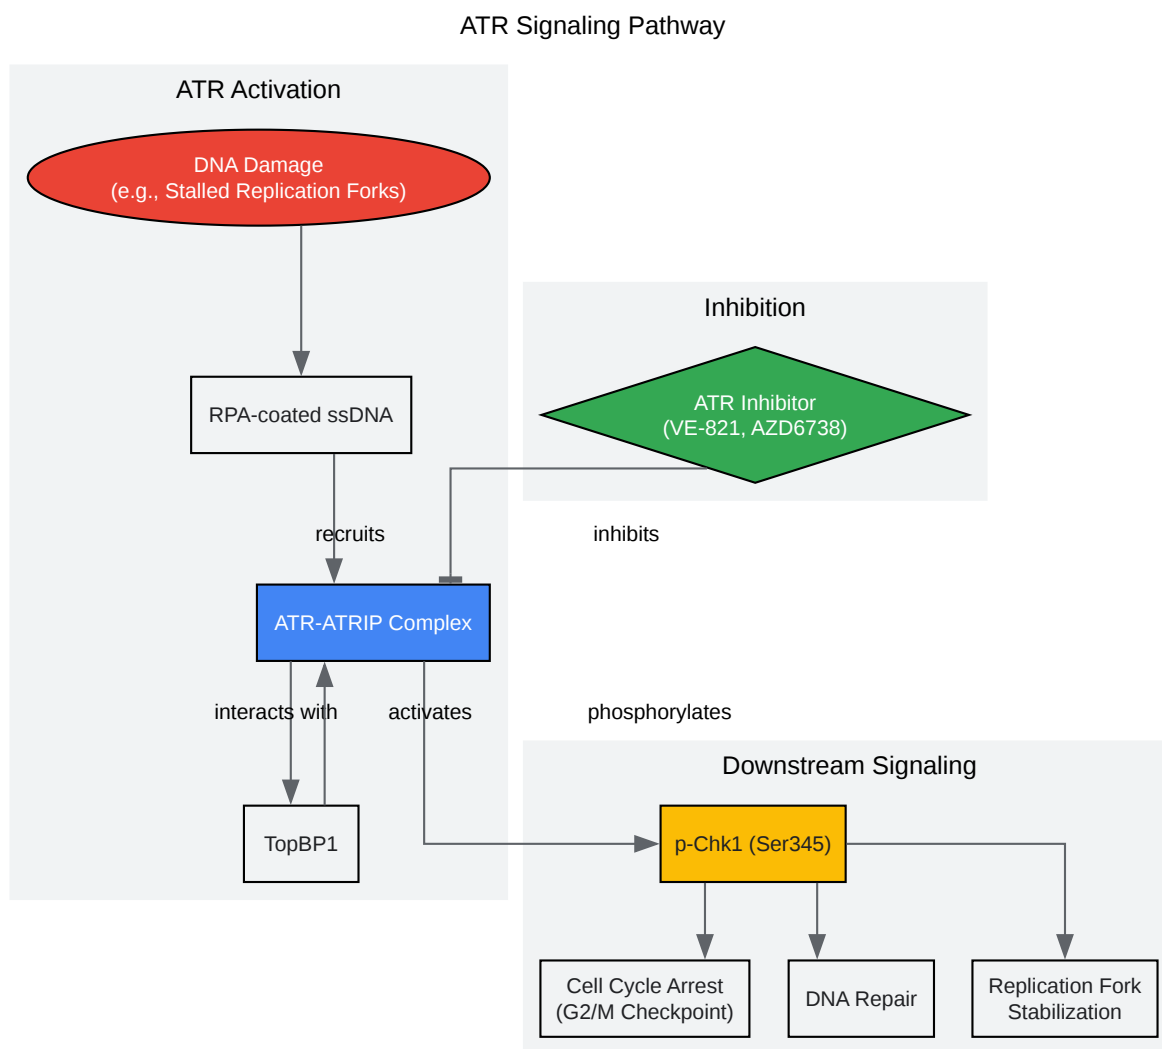 ATR Signaling Pathway
ATR Activation
DNA Damage
(e.g., Stalled Replication Forks)
Inhibition
ATR Inhibitor
(VE-821, AZD6738)
RPA-coated ssDNA
recruits
inhibits
ATR-ATRIP Complex
interacts with
activates
phosphorylates
Downstream Signaling
TopBP1
p-Chk1 (Ser345)
Cell Cycle Arrest
(G2/M Checkpoint)
DNA Repair
Replication Fork
Stabilization